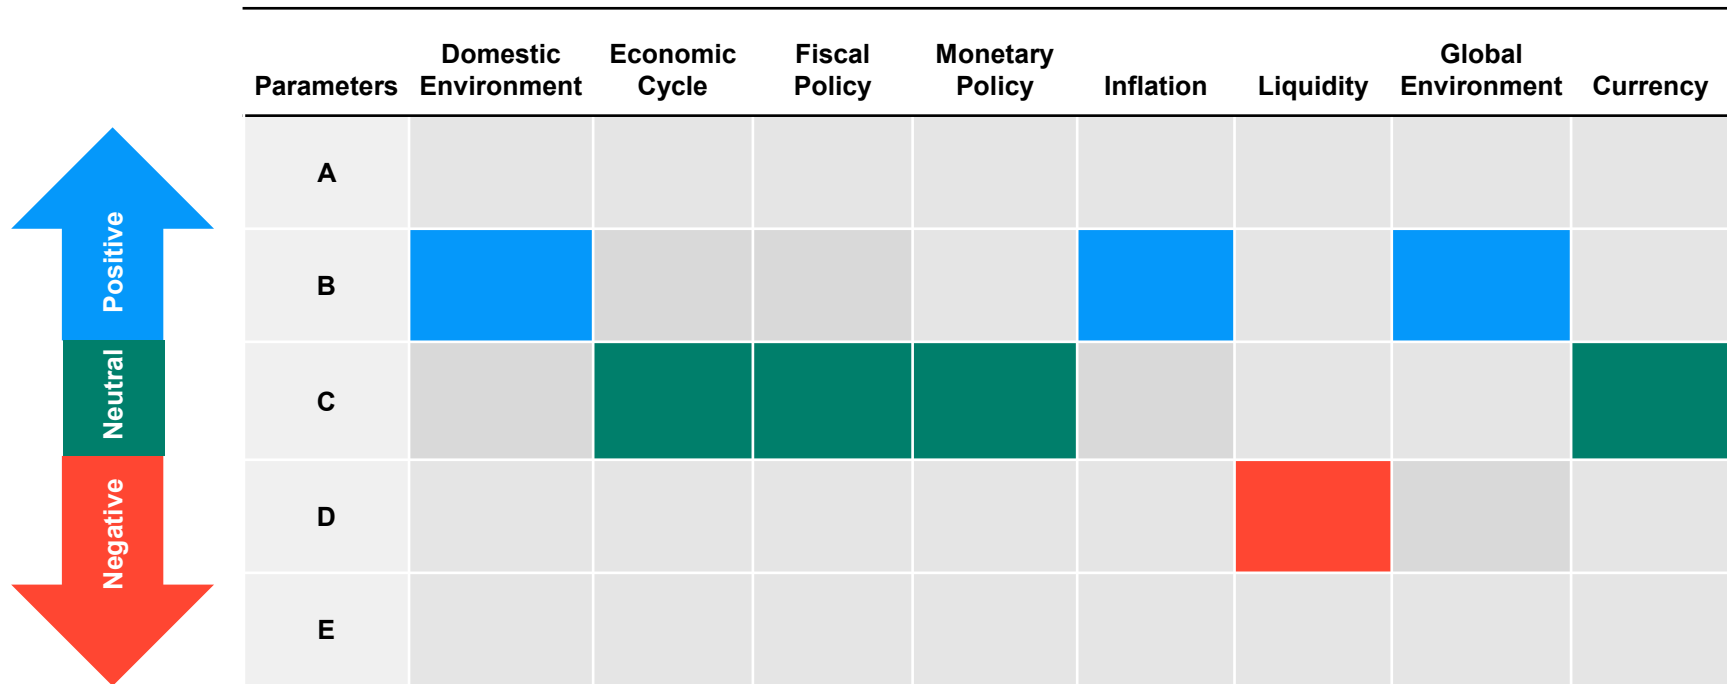 Parameters
Domestic
Environment
Economic
Cycle
Fiscal
Policy
Monetary
Policy
Inflation
Liquidity
Global
Environment
Currency
Positive
Neutral
Negative
A
B
C
D
E